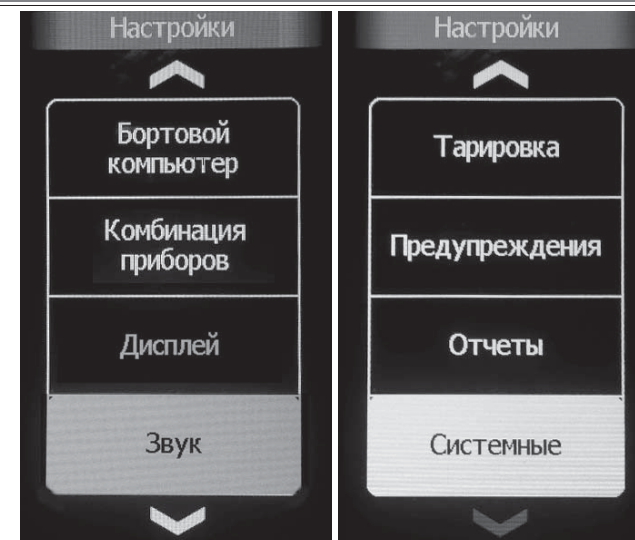 Настройки
Бортовой
компьютер
Комбинация
приборов
Дисплей
Звук
Настройки
Тарировка
Предупреждения
Отчеты
Системные